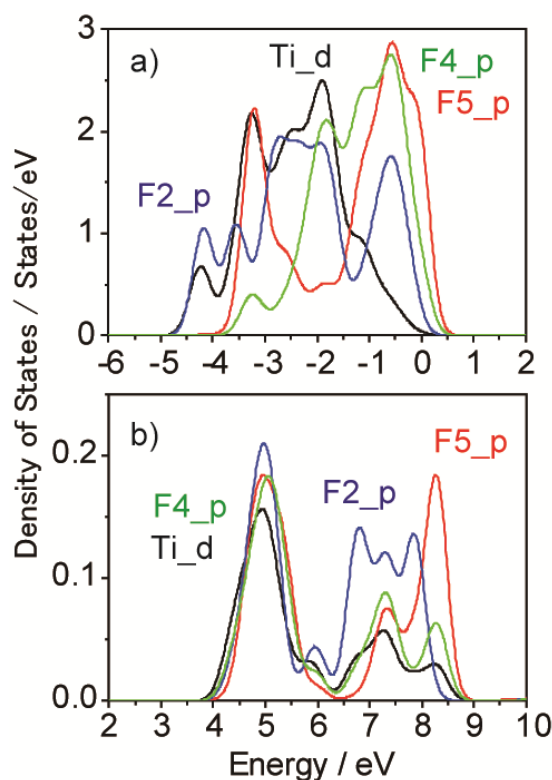 Density of States / States/eV
a)
Ti_d
F4_p
F5_p
F2_p
3
2
1
0
-6 -5 -4 -3 -2 -1 0 1 2
b)
F5_p
F4_p
F2_p
Ti_d
0.2
0.1
0.0
2 3 4 5 6 7 8 9 10
Energy / eV